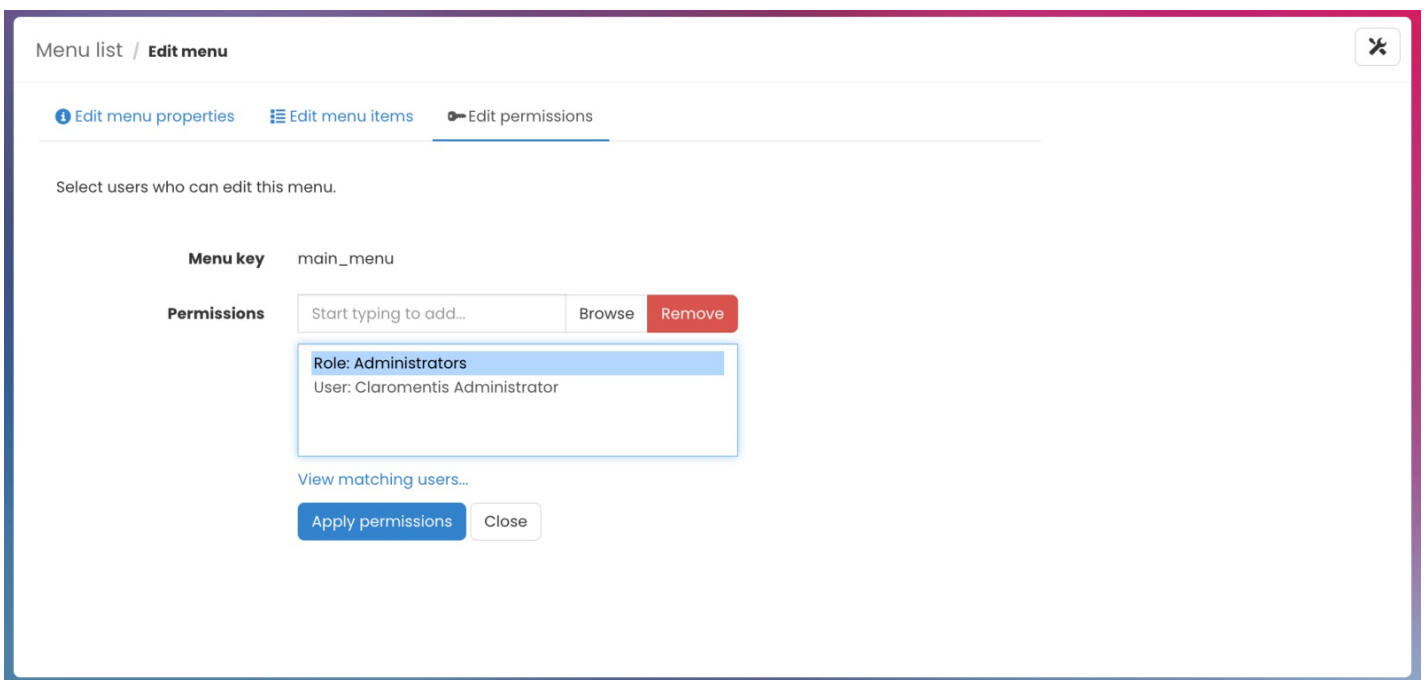 Menu list / Edit menu
Edit menu properties Edit menu items Edit permissions
Select users who can edit this menu.
Menu key main_menu
Permissions Start typing to add... Browse Remove
Role: Administrators
User: Claromentis Administrator
View matching users...
Apply permissions Close